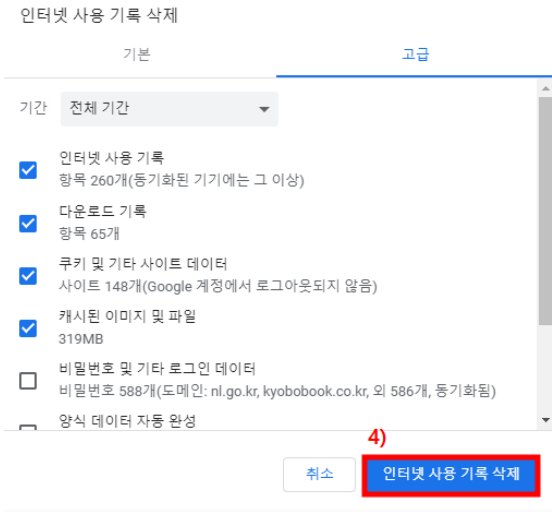 인터넷 사용 기록 삭제
기본 고급
기간 전체 기간
인터넷 사용 기록
항목 260개(동기화된 기기에는 그 이상)
다운로드 기록
항목 65개
쿠키 및 기타 사이트 데이터
사이트 148개(Google 계정에서 로그아웃되지 않음)
캐시된 이미지 및 파일
319MB
비밀번호 및 기타 로그인 데이터
비밀번호 588개(도메인: nl.go.kr, kyobobook.co.kr, 외 586개, 동기화됨)
양식 데이터 자동 완성
4)
취소 인터넷 사용 기록 삭제